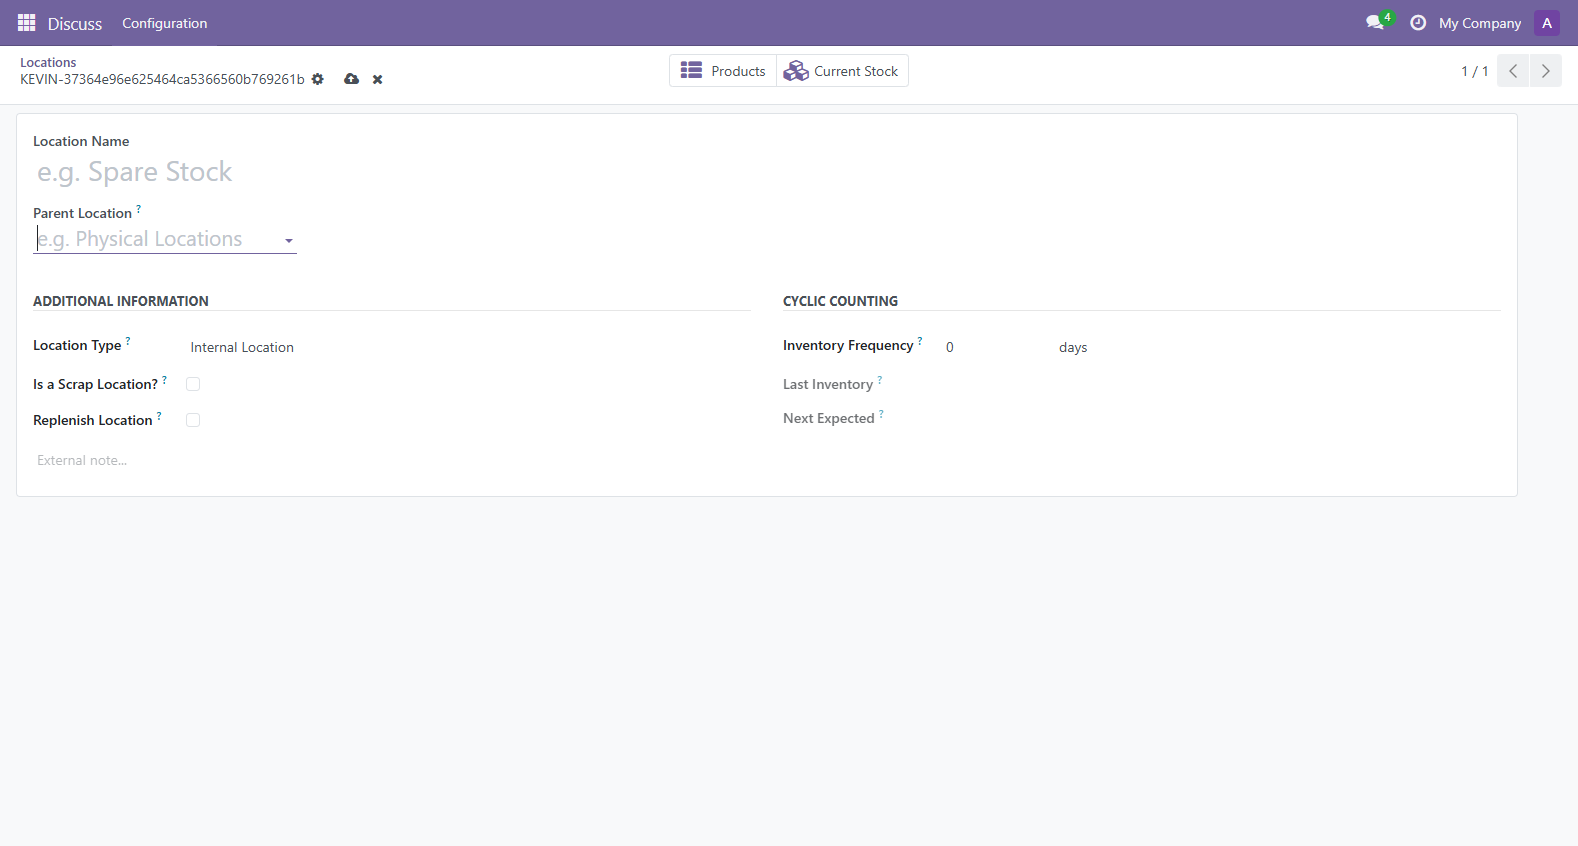 Discuss Configuration 4 My Company A
Locations
KEVIN-37364e96e625464ca5366560b769261b
Products Current Stock 1 / 1
Location Name
e.g. Spare Stock
Parent Location ?
e.g. Physical Locations
ADDITIONAL INFORMATION
Location Type ? Internal Location
Is a Scrap Location? ?
Replenish Location ?
External note...
CYCLIC COUNTING
Inventory Frequency ? 0 days
Last Inventory ?
Next Expected ?